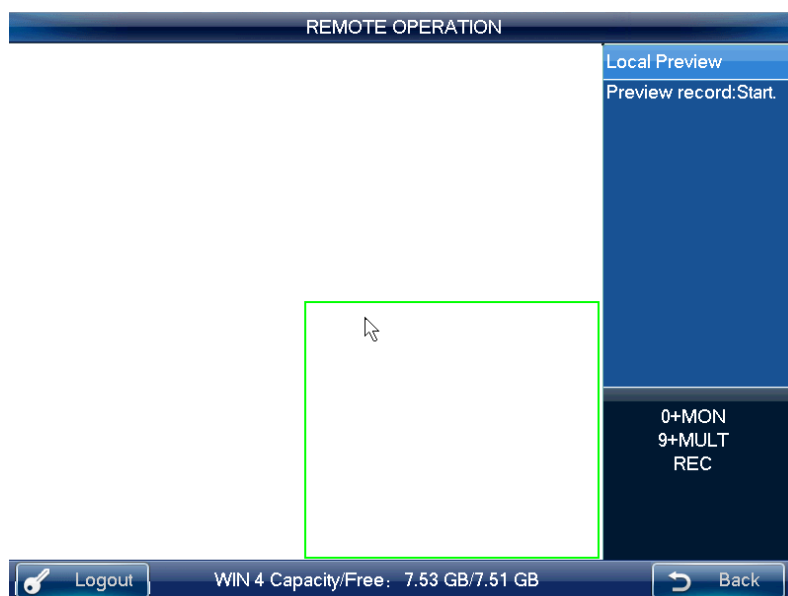 REMOTE OPERATION
Local Preview
Preview record:Start.
0+MON
9+MULT
REC
Logout
WIN 4 Capacity/Free： 7.53 GB/7.51 GB
Back